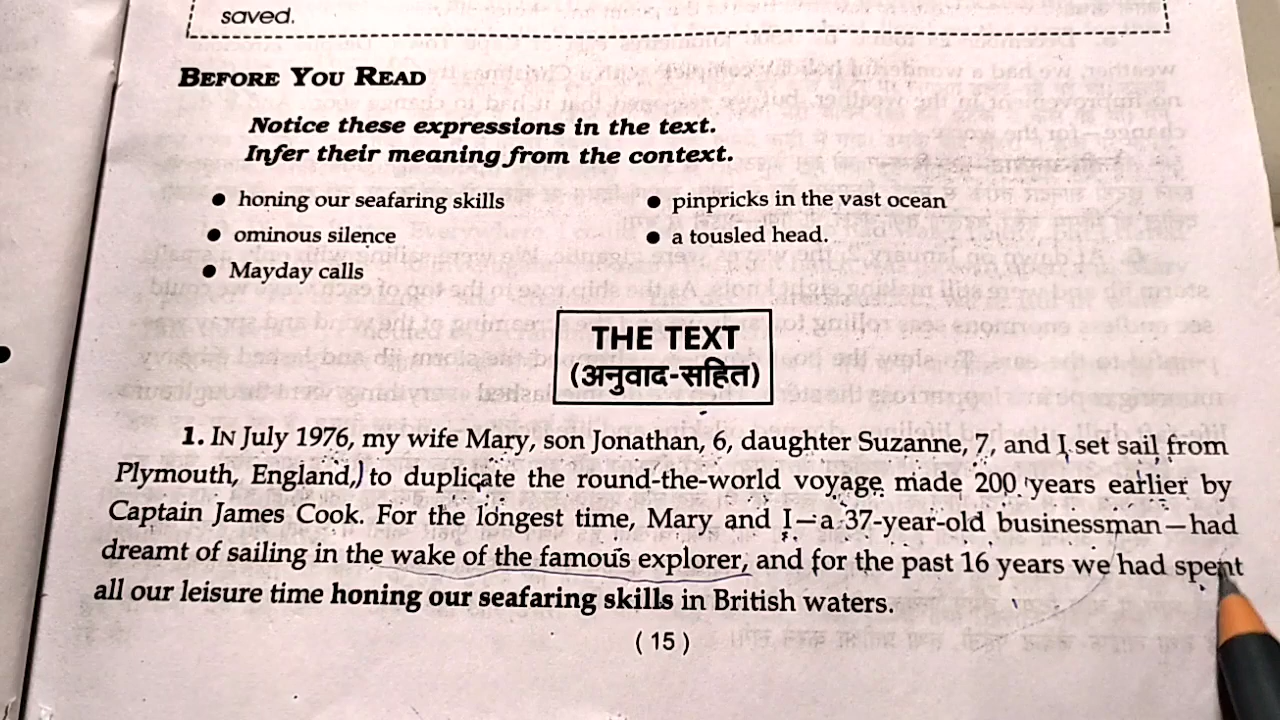 saved.
BEFORE YOU READ
Notice these expressions in the text.
Infer their meaning from the context.
● honing our seafaring skills
● pinpricks in the vast ocean
● ominous silence
● a tousled head.
● Mayday calls
THE TEXT
(अनुवाद-सहित)
1. IN July 1976, my wife Mary, son Jonathan, 6, daughter Suzanne, 7, and I set sail from
Plymouth, England, to duplicate the round-the-world voyage made 200 years earlier by
Captain James Cook. For the longest time, Mary and I—a 37-year-old businessman—had
dreamt of sailing in the wake of the famous explorer, and for the past 16 years we had spent
all our leisure time honing our seafaring skills in British waters.
( 15 )